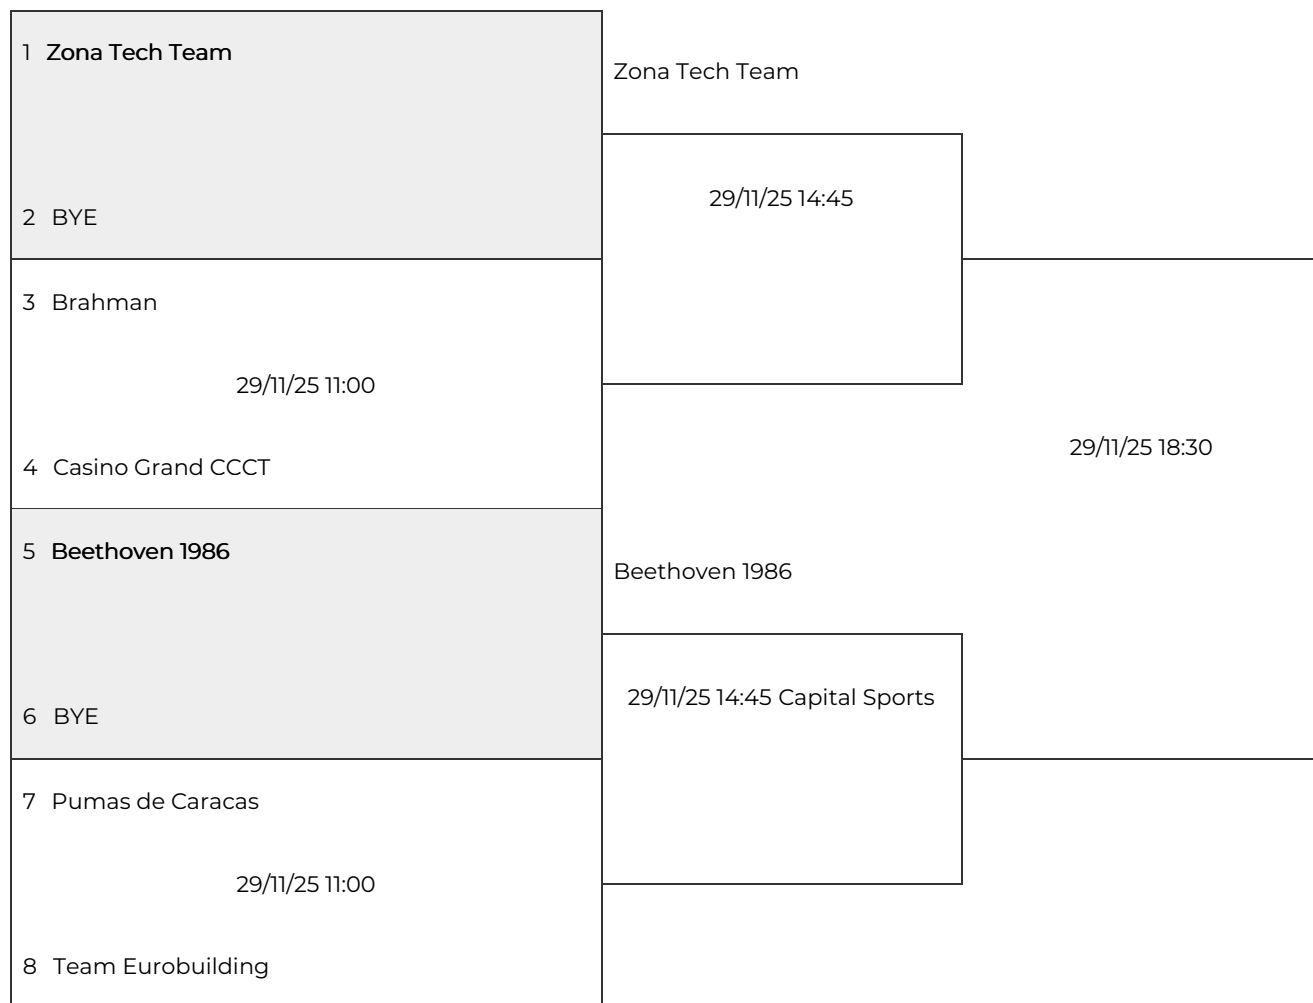 1 Zona Tech Team
2 BYE
3 Brahman
29/11/25 11:00
4 Casino Grand CCCT
5 Beethoven 1986
6 BYE
7 Pumas de Caracas
29/11/25 11:00
8 Team Eurobuilding
Zona Tech Team
29/11/25 14:45
Beethoven 1986
29/11/25 14:45 Capital Sports
29/11/25 18:30